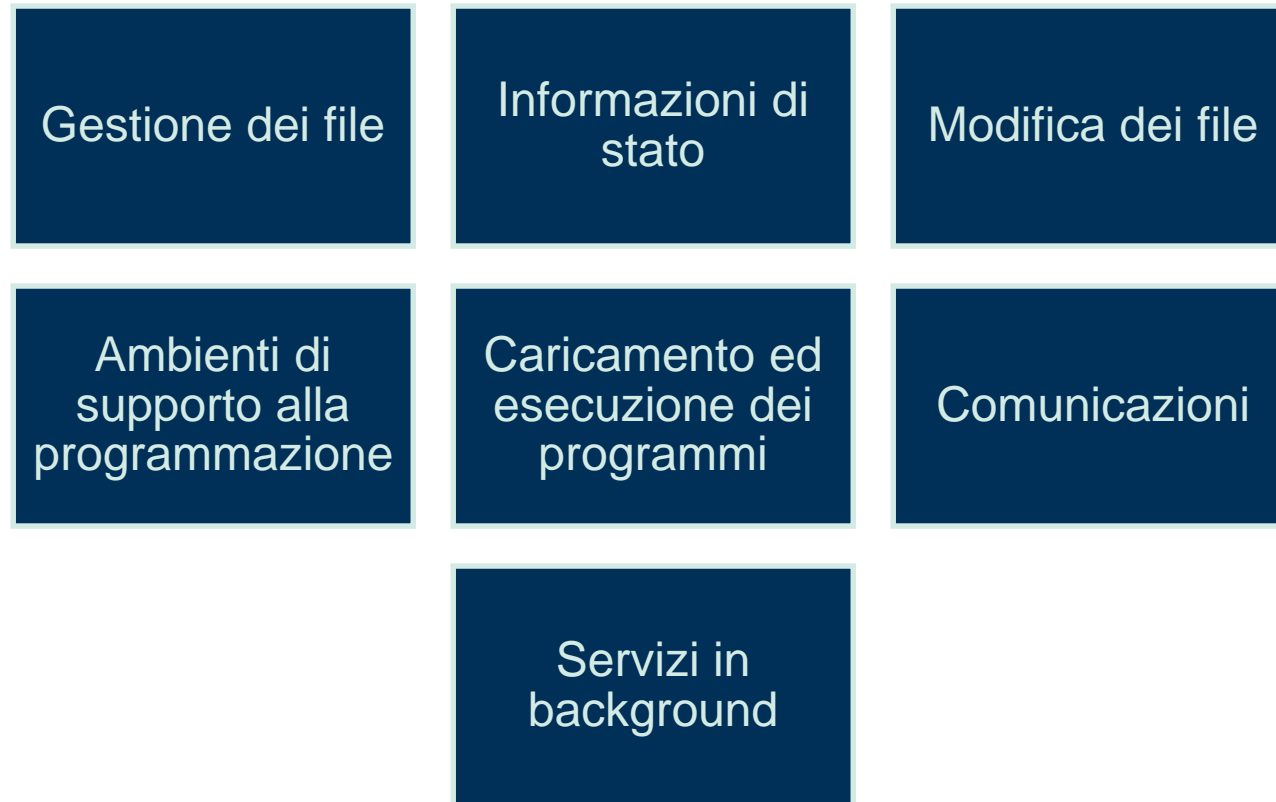 Gestione dei file
Informazioni di
stato
Modifica dei file
Ambienti di
supporto alla
programmazione
Caricamento ed
esecuzione dei
programmi
Comunicazioni
Servizi in
background